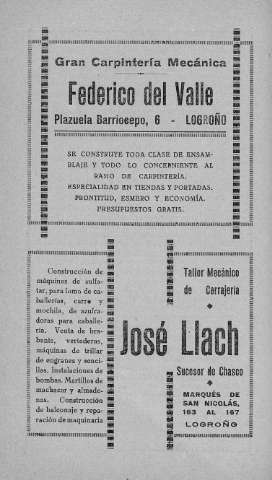 Gran Carpintería Mecánica
Federico del Valle
Plazuela Barriocepo, 6 - LOGROÑO
SE CONSTRUYE TODA CLASE DE ENSAM-
BLAJE Y TODO LO CONCERNIENTE AL
RAMO DE CARPINTERÍA.
ESPECIALIDAD EN TIENDAS Y PORTADAS.
PRONTITUD, ESMERO Y ECONOMÍA.
PRESUPUESTOS GRATIS.
Construcción de
máquinas de sulfa-
tar, para lomo de ca-
ballerías, carro y
mochila, de azufra-
doras para caballe-
ría. Venta de bra-
bants, vertederas,
máquinas de trillar
de engranes y senci-
llos. Instalaciones de
bombas. Martillos de
machacar y almade-
nas. Construcción
de balconaje y repa-
ración de maquinaria
Taller Mecánico
de Cerrajería
José Llach
Sucesor de Chasco
MARQUÉS DE
SAN NICOLÁS,
163 AL 167
LOGROÑO